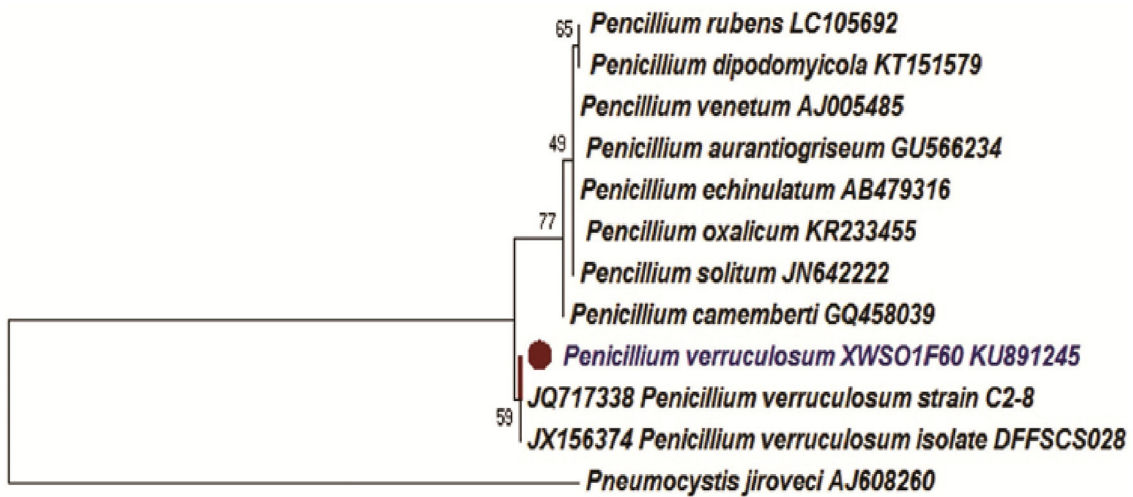 65
Pencillium rubens LC105692
Penicillium dipodomyicola KT151579
Pencillium venetum AJ005485
49
Penicillium aurantiogriseum GU566234
Penicillium echinulatum AB479316
77
Pencillium oxalicum KR233455
Pencillium solitum JN642222
Penicillium camemberti GQ458039
Penicillium verruculosum XWSO1F60 KU891245
JQ717338 Penicillium verruculosum strain C2-8
59
JX156374 Penicillium verruculosum isolate DFFSCS028
Pneumocystis jiroveci AJ608260